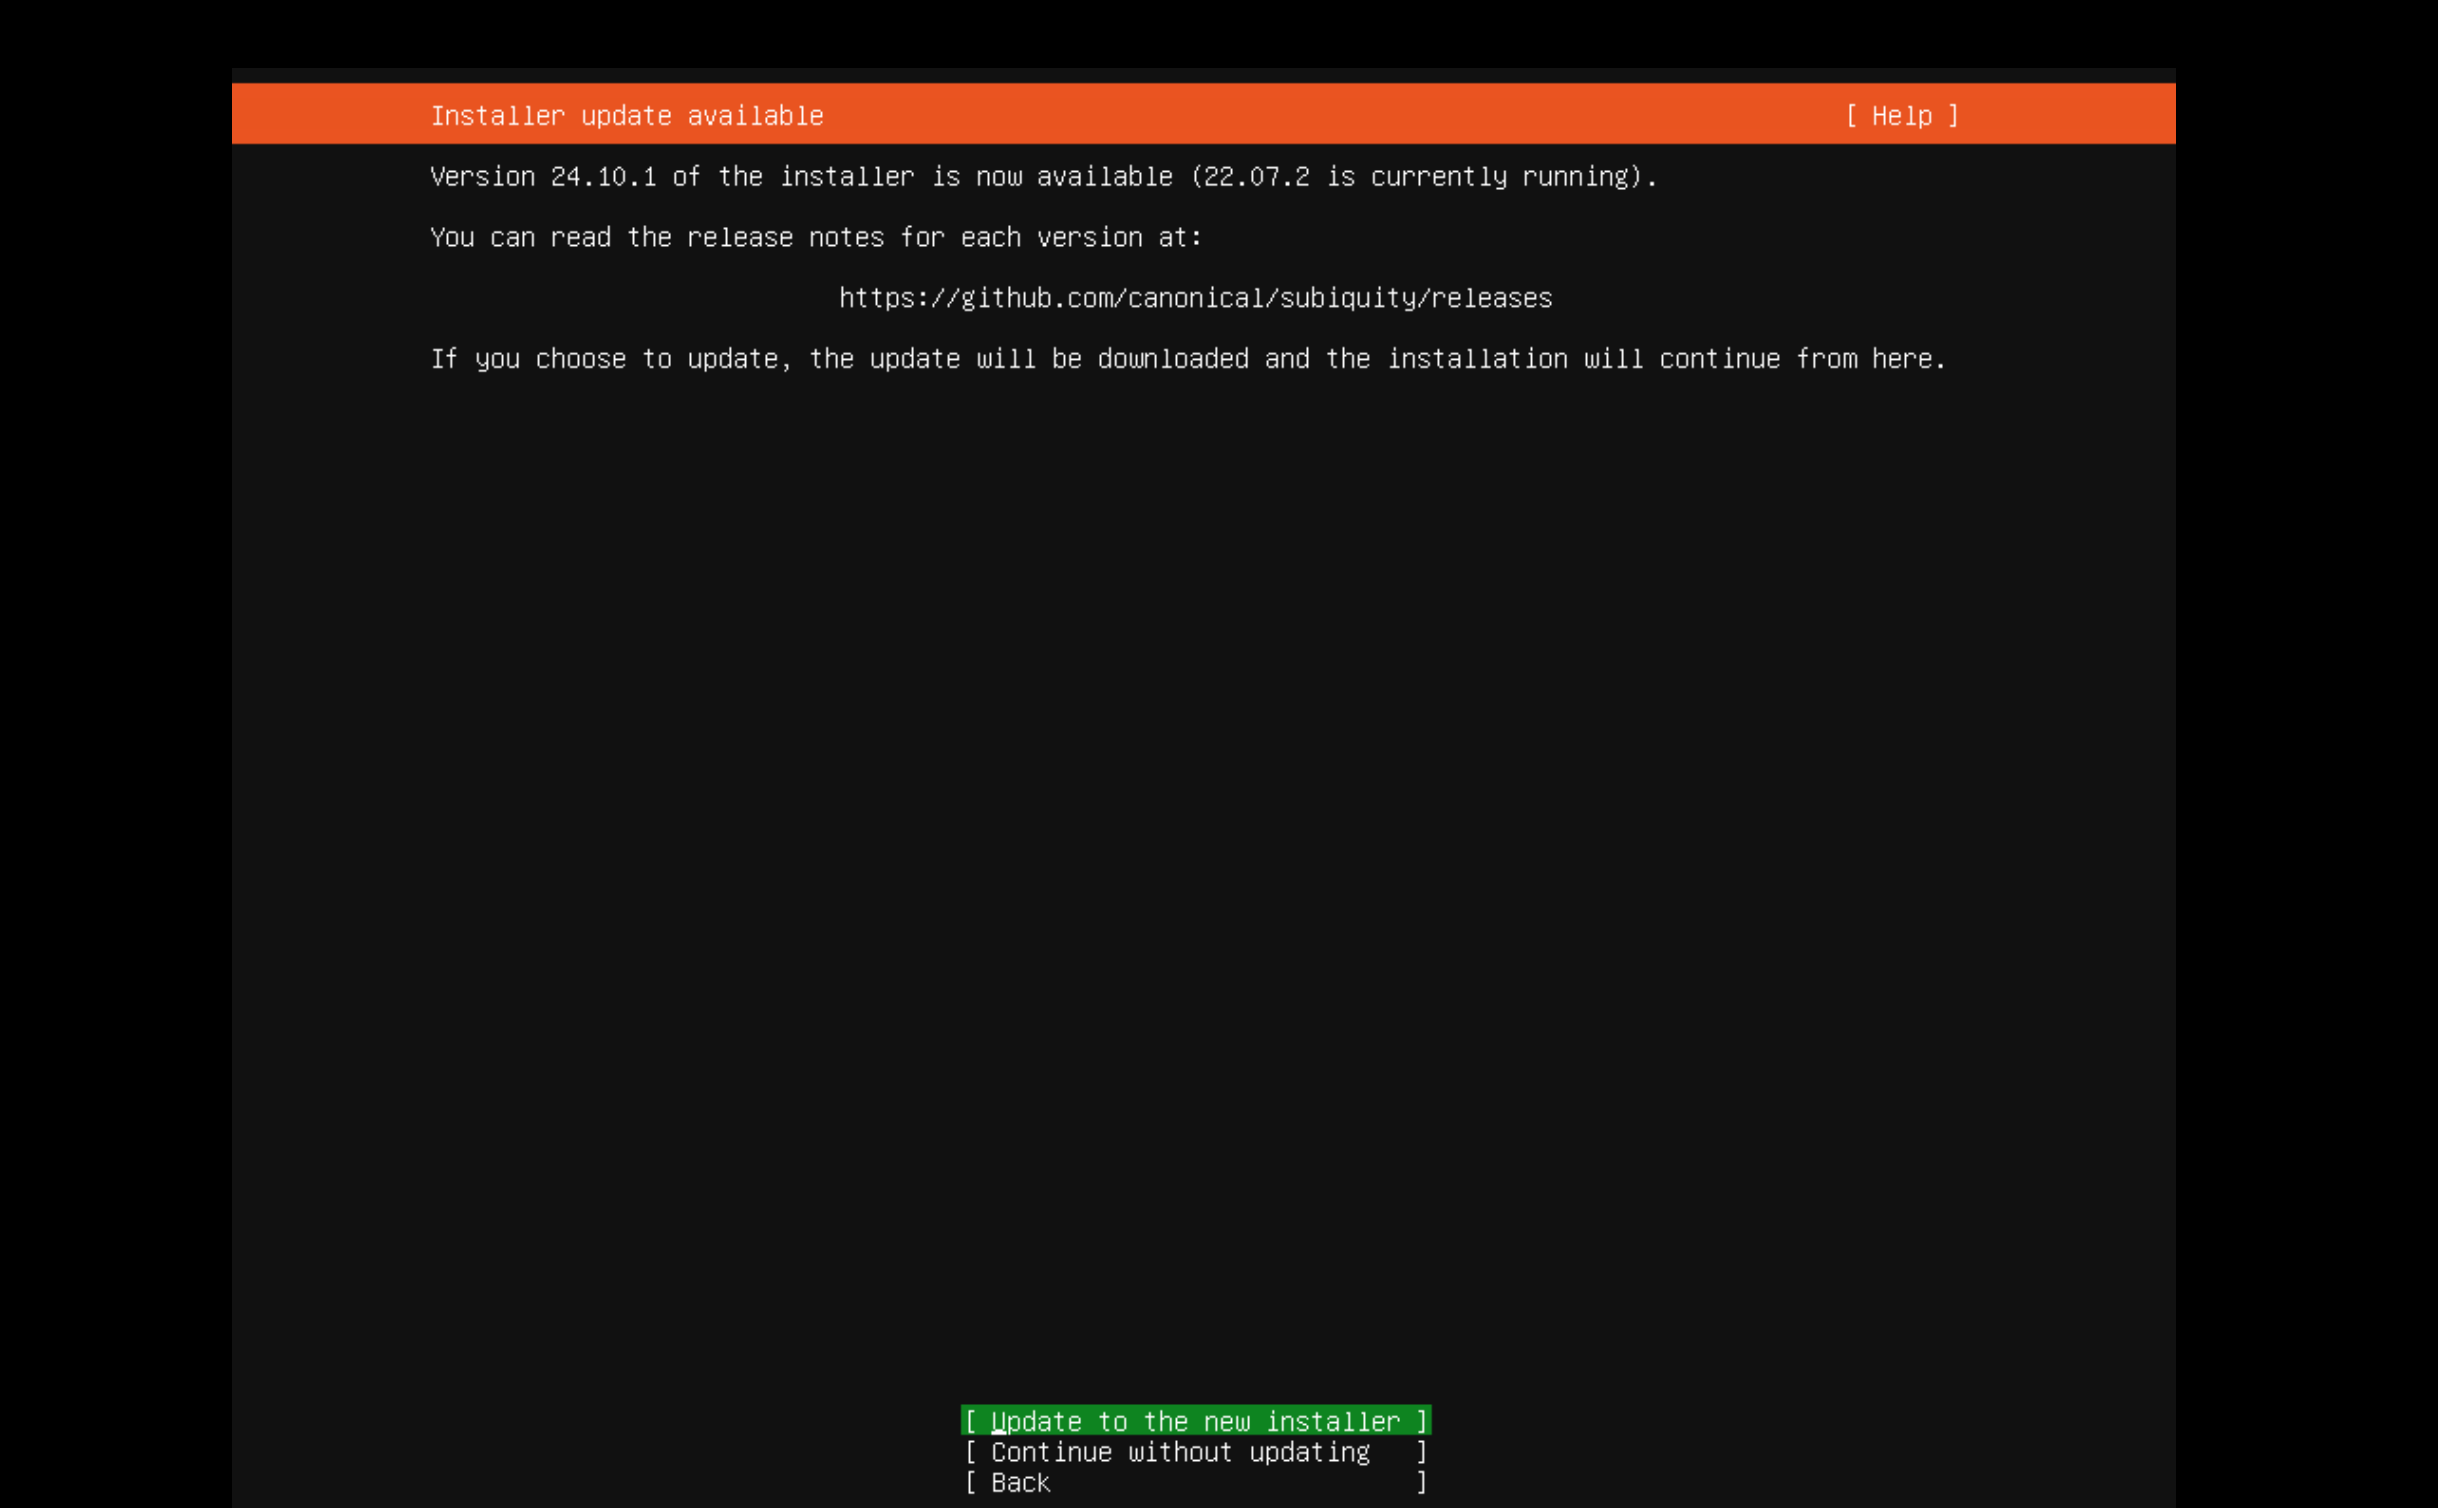 Installer update available [ Help ]
Version 24.10.1 of the installer is now available (22.07.2 is currently running).
You can read the release notes for each version at:
https://github.com/canonical/subiquity/releases
If you choose to update, the update will be downloaded and the installation will continue from here.
[ Update to the new installer ]
[ Continue without updating ]
[ Back ]